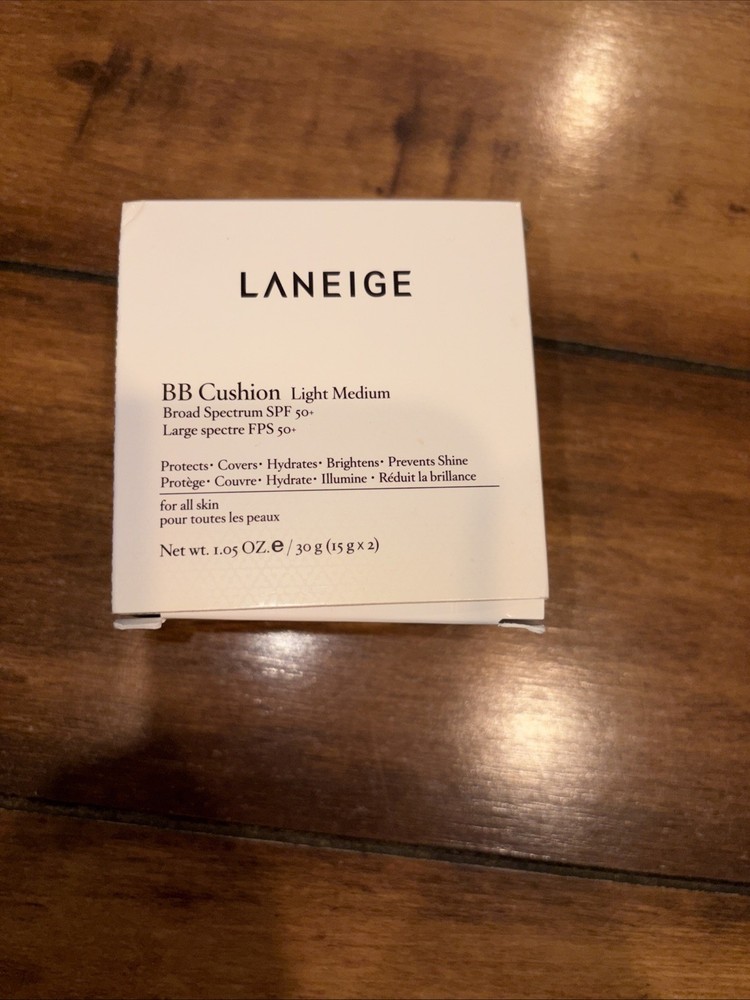 LANEIGE
BB Cushion Light Medium
Broad Spectrum SPF 50+
Large spectre FPS 50+
Protects• Covers• Hydrates• Brightens• Prevents Shine
Protège• Couvre• Hydrate• Illumine • Réduit la brillance
for all skin
pour toutes les peaux
Net wt. 1.05 OZ.e / 30 g (15 g x 2)